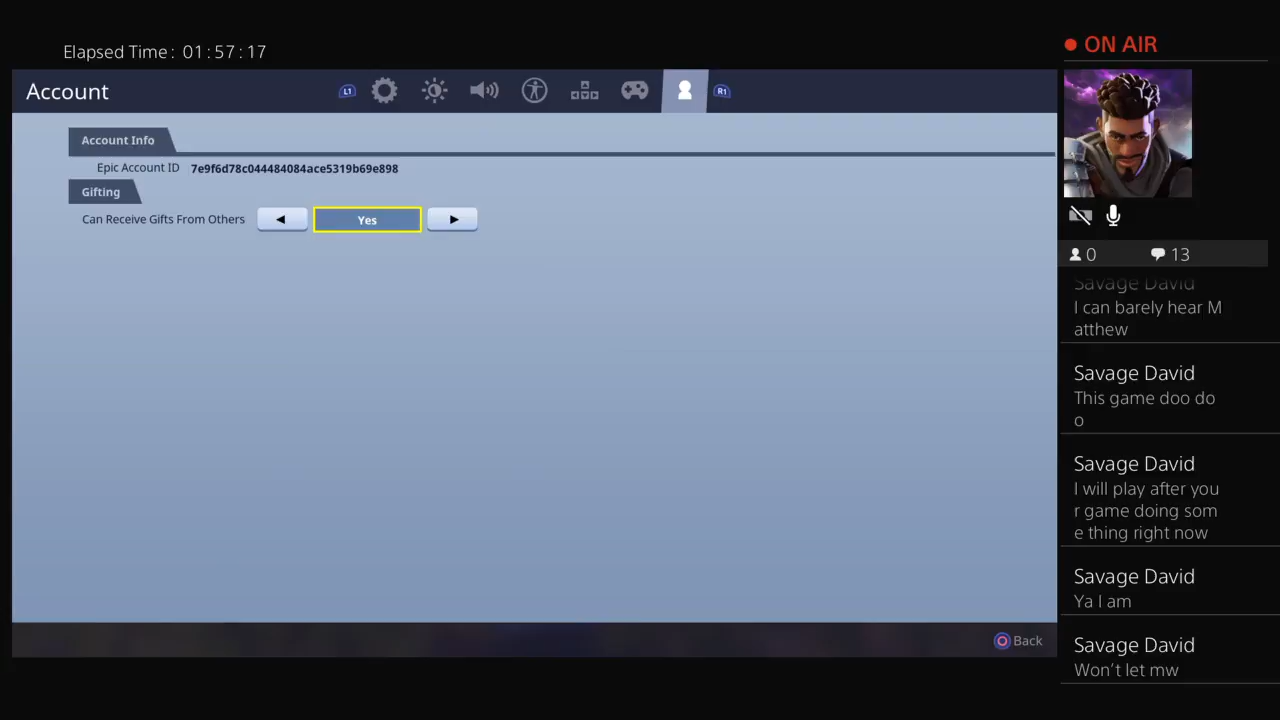 Elapsed Time: 01:57:17
ON AIR
Account
L1
R1
Account Info
Epic Account ID 7e9f6d78c044484084ace5319b69e898
Gifting
Can Receive Gifts From Others
Yes
Back
0 13
Savage David
I can barely hear M
atthew
Savage David
This game doo do
o
Savage David
I will play after you
r game doing som
e thing right now
Savage David
Ya I am
Savage David
Won't let mw